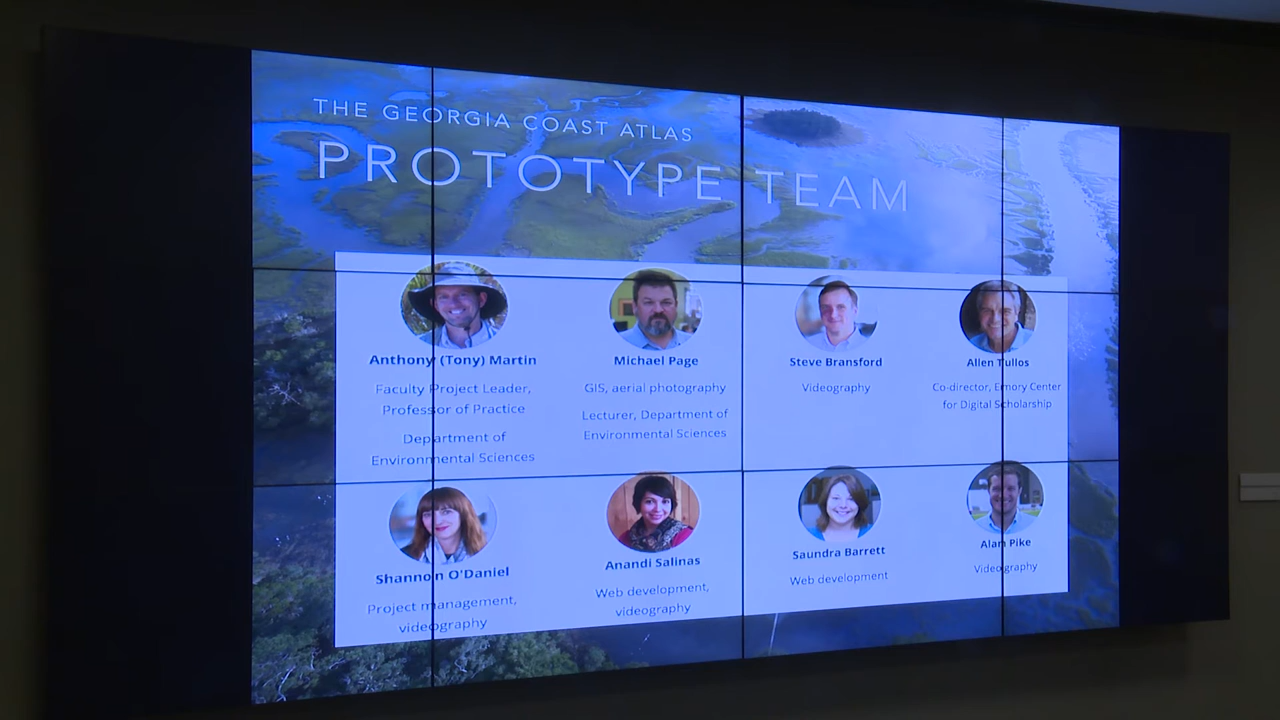 THE GEORGIA COAST ATLAS
PROTOTYPE TEAM
Anthony (Tony) Martin
Faculty Project Leader,
Professor of Practice
Department of
Environmental Sciences
Michael Page
GIS, aerial photography
Lecturer, Department of
Environmental Sciences
Steve Bransford
Videography
Allen Tullos
Co-director, Emory Center
for Digital Scholarship
Shannon O'Daniel
Project management,
videography
Anandi Salinas
Web development,
videography
Saundra Barrett
Web development
Alan Pike
Videography